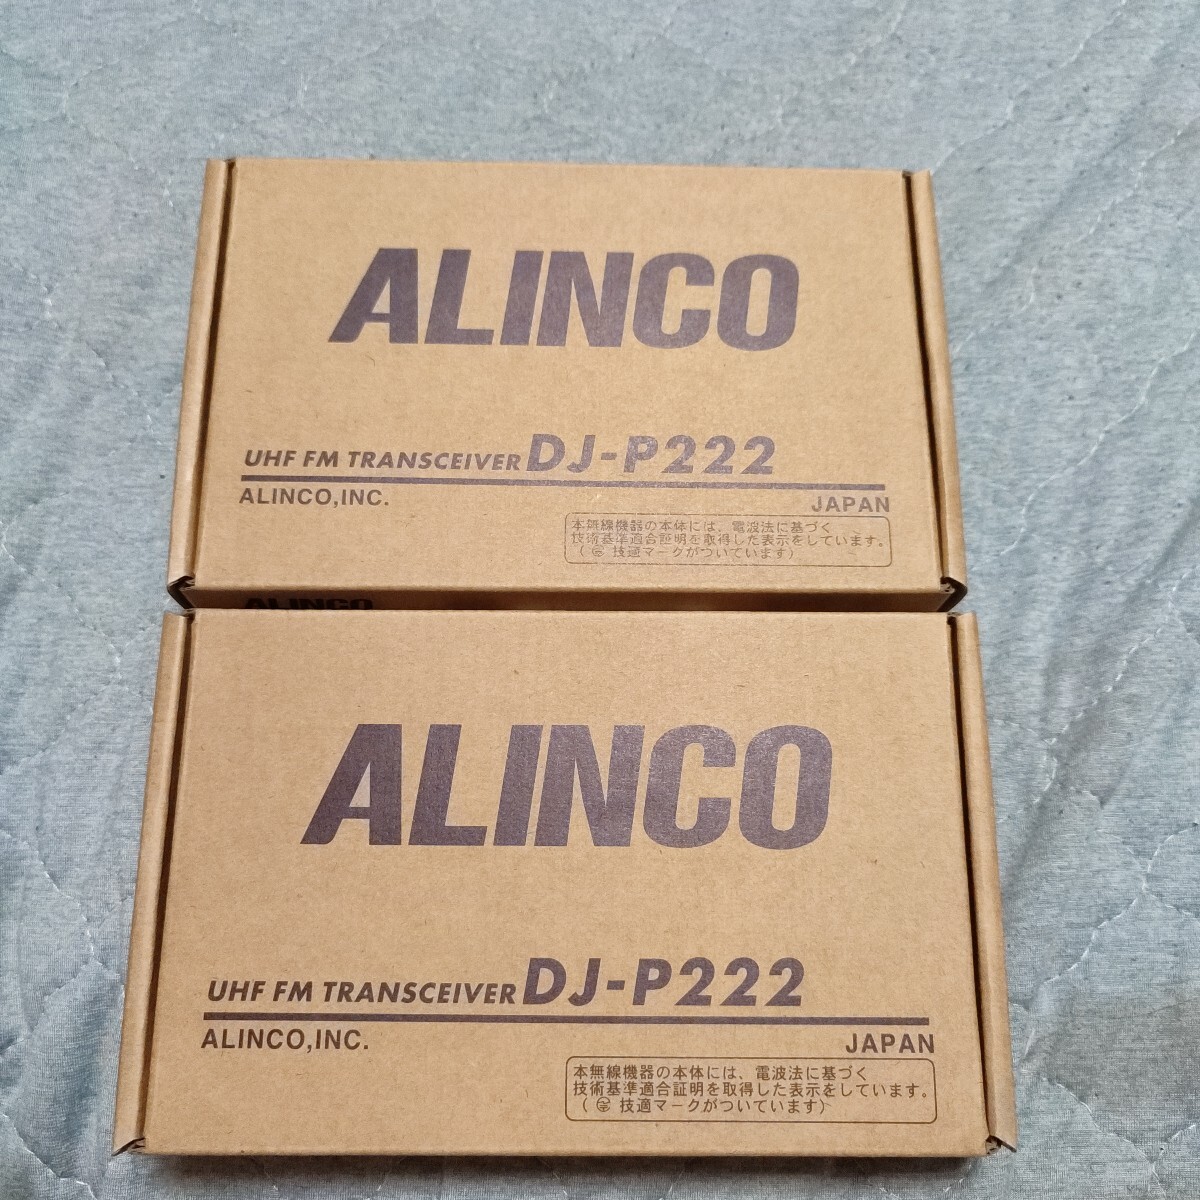 ALINCO
UHF FM TRANSCEIVER DJ-P222
ALINCO,INC.
JAPAN
本無線機器の本体には、電波法に基づく
技術基準適合証明を取得した表示をしています。
( 技適マークがついています)
ALINCO
ALINCO
UHF FM TRANSCEIVER DJ-P222
ALINCO,INC.
JAPAN
本無線機器の本体には、電波法に基づく
技術基準適合証明を取得した表示をしています。
( 技適マークがついています)